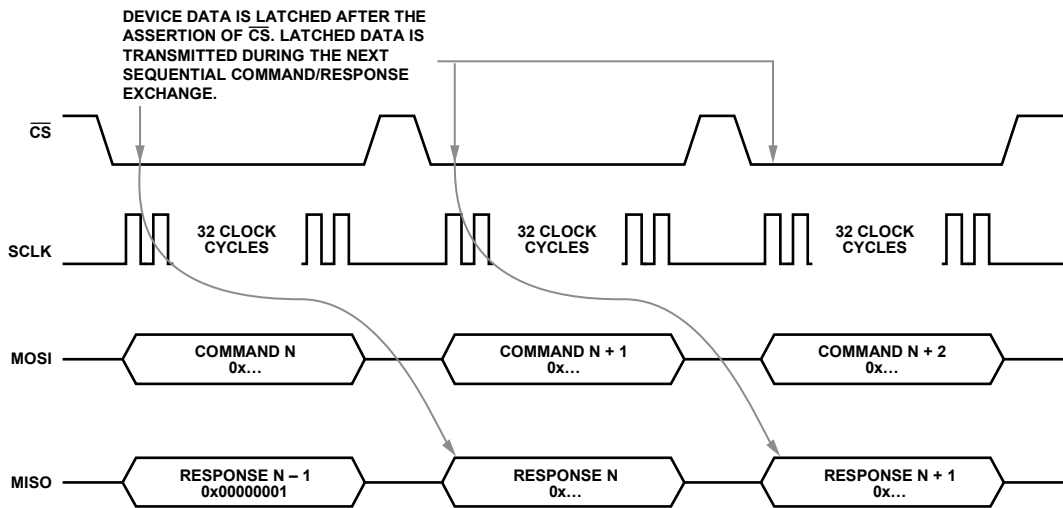 DEVICE DATA IS LATCHED AFTER THE
ASSERTION OF C̅S̅. LATCHED DATA IS
TRANSMITTED DURING THE NEXT
SEQUENTIAL COMMAND/RESPONSE
EXCHANGE.
C̅S̅
SCLK
32 CLOCK
CYCLES
32 CLOCK
CYCLES
32 CLOCK
CYCLES
MOSI
COMMAND N
0x…
COMMAND N + 1
0x…
COMMAND N + 2
0x…
MISO
RESPONSE N – 1
0x00000001
RESPONSE N
0x…
RESPONSE N + 1
0x…